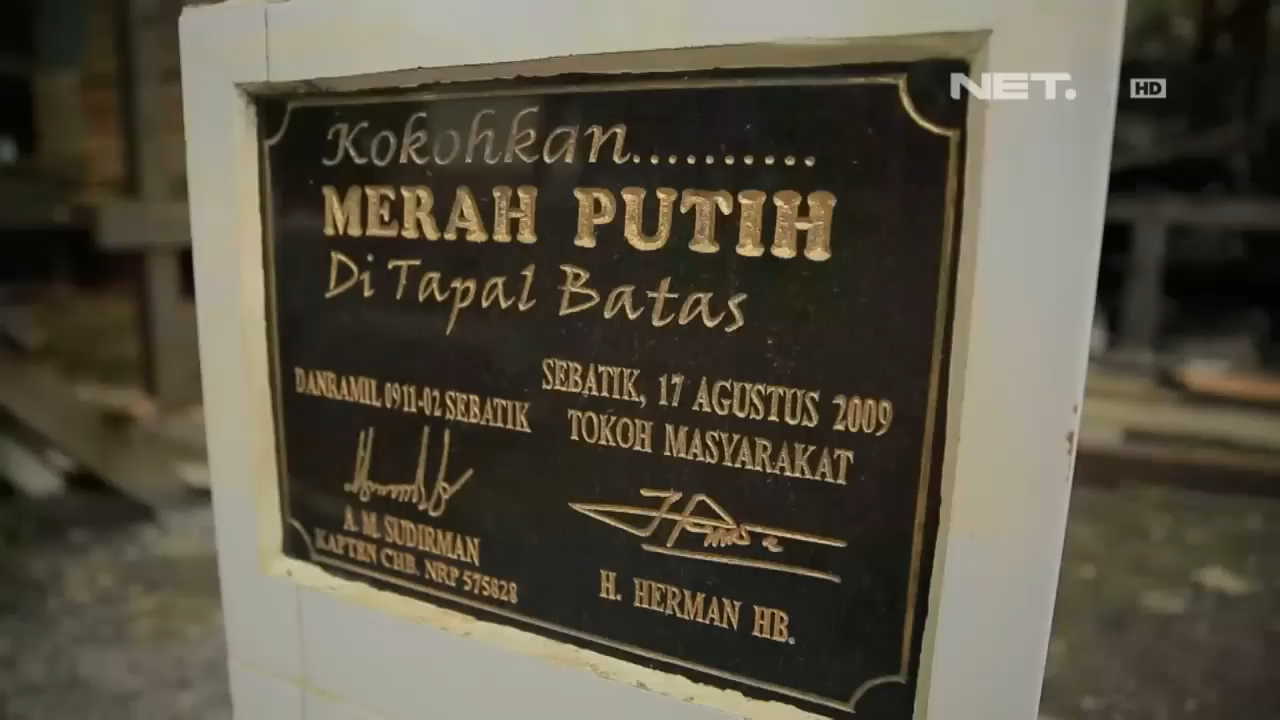 NET. HD
Kokohkan..........
MERAH PUTIH
Di Tapal Batas
SEBATIK, 17 AGUSTUS 2009
DANRAMIL 0911-02 SEBATIK
TOKOH MASYARAKAT
A. M. SUDIRMAN
KAPTEN CHB. NRP 575828
H. HERMAN HB.